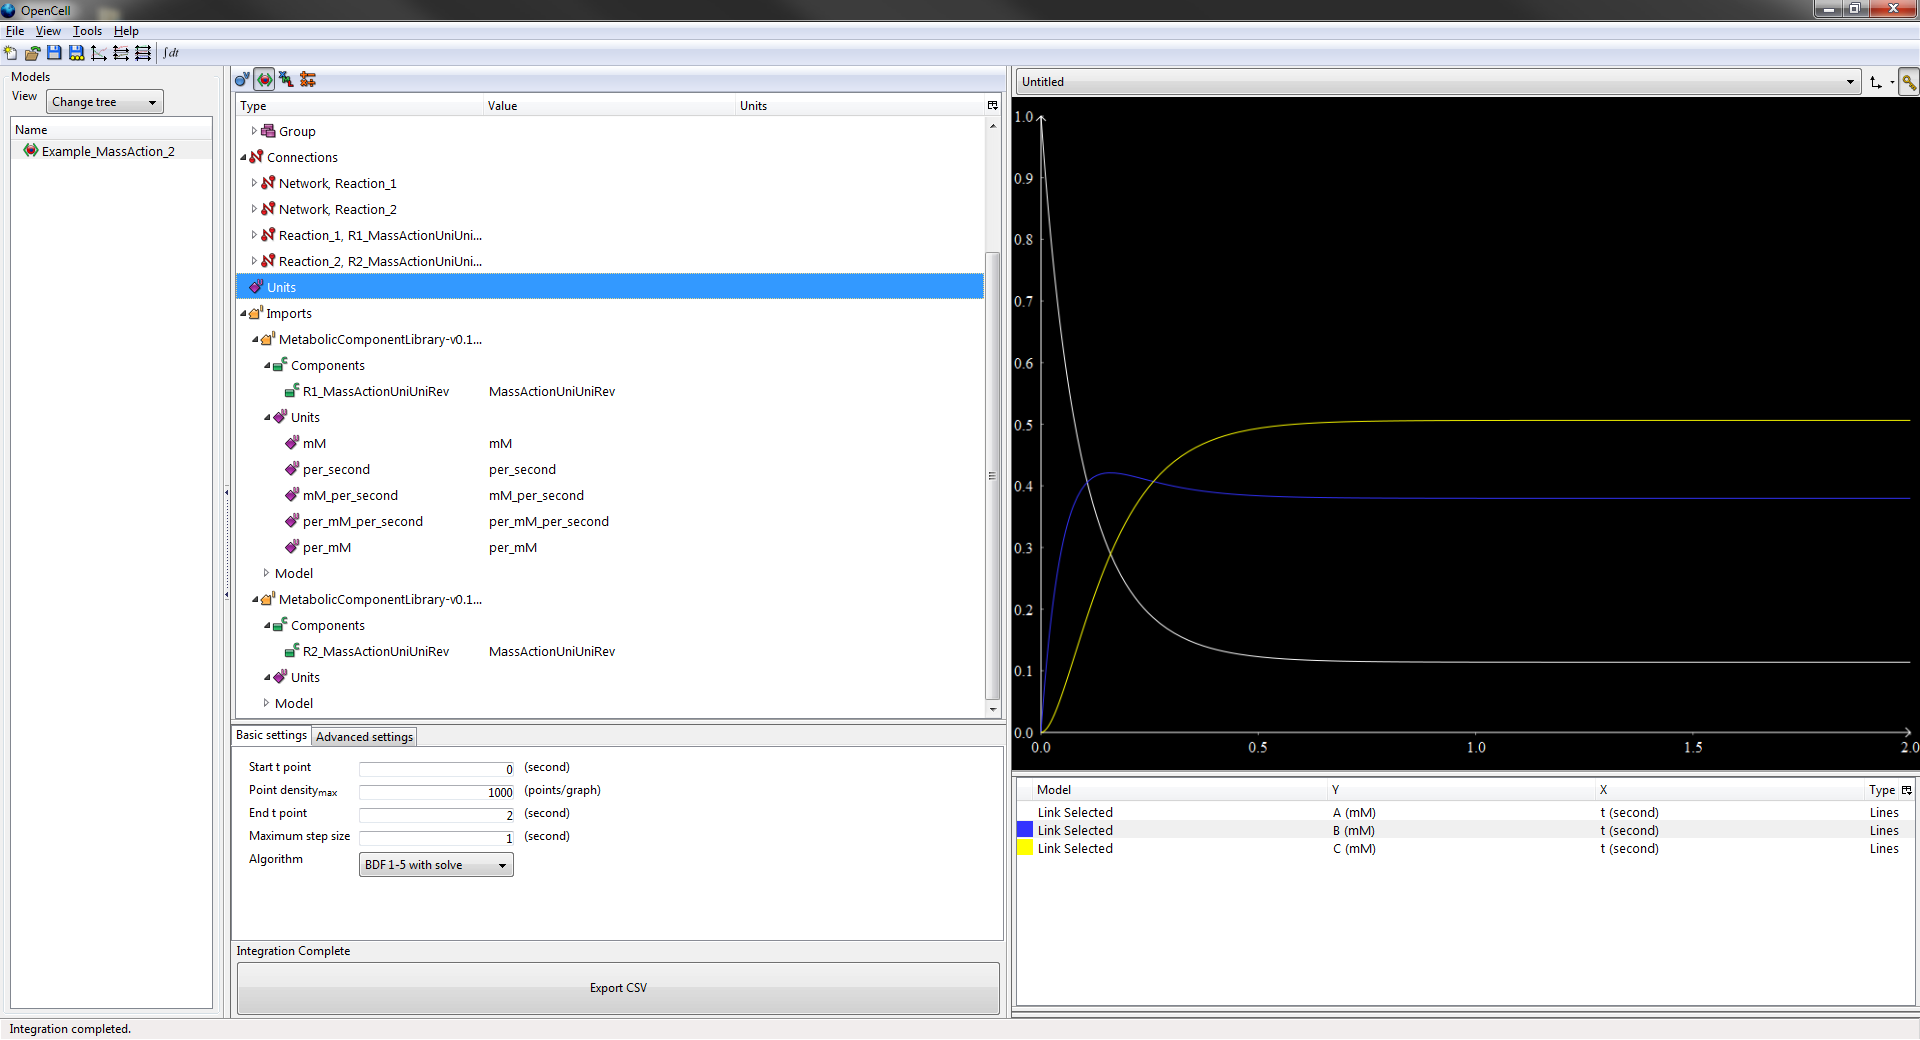 OpenCell
File View Tools Help
∫dt
Models
View Change tree
Name
Example_MassAction_2
Type Value Units
Group
Connections
Network, Reaction_1
Network, Reaction_2
Reaction_1, R1_MassActionUniUni...
Reaction_2, R2_MassActionUniUni...
Units
Imports
MetabolicComponentLibrary-v0.1...
Components
R1_MassActionUniUniRev MassActionUniUniRev
Units
mM mM
per_second per_second
mM_per_second mM_per_second
per_mM_per_second per_mM_per_second
per_mM per_mM
Model
MetabolicComponentLibrary-v0.1...
Components
R2_MassActionUniUniRev MassActionUniUniRev
Units
Model
Basic settings Advanced settings
Start t point 0 (second)
Point densitymax 1000 (points/graph)
End t point 2 (second)
Maximum step size 1 (second)
Algorithm BDF 1-5 with solve
Integration Complete
Export CSV
Untitled
1.0
0.9
0.8
0.7
0.6
0.5
0.4
0.3
0.2
0.1
0.0
0.0 0.5 1.0 1.5 2.0
Model Y X Type
Link Selected A (mM) t (second) Lines
Link Selected B (mM) t (second) Lines
Link Selected C (mM) t (second) Lines
Integration completed.